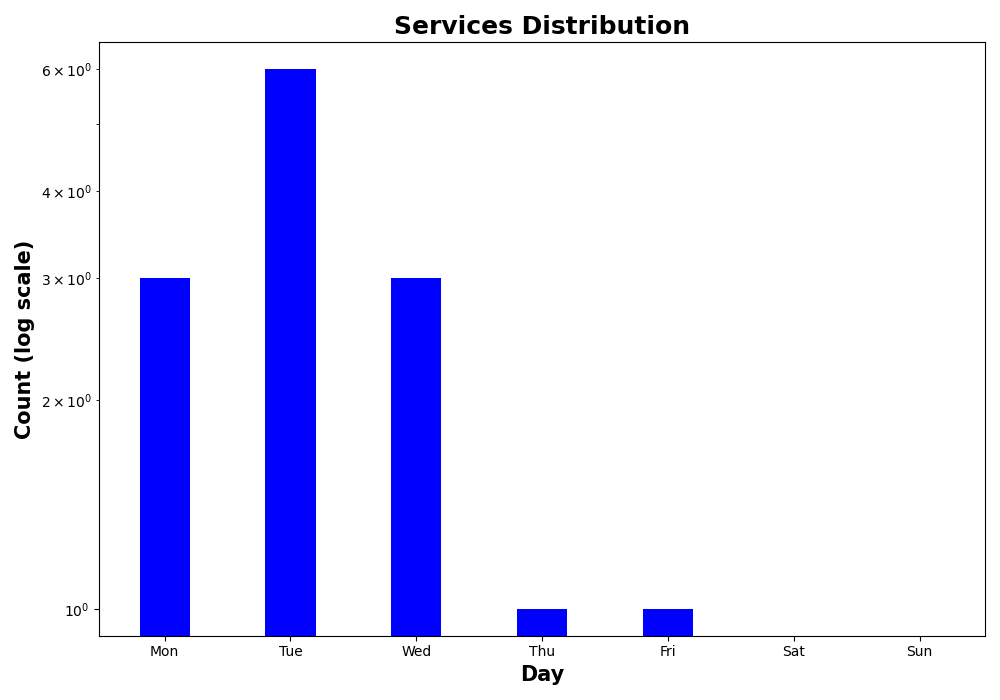 Services Distribution
Count (log scale)
6 × 10⁰
4 × 10⁰
3 × 10⁰
2 × 10⁰
10⁰
Mon Tue Wed Thu Fri Sat Sun
Day